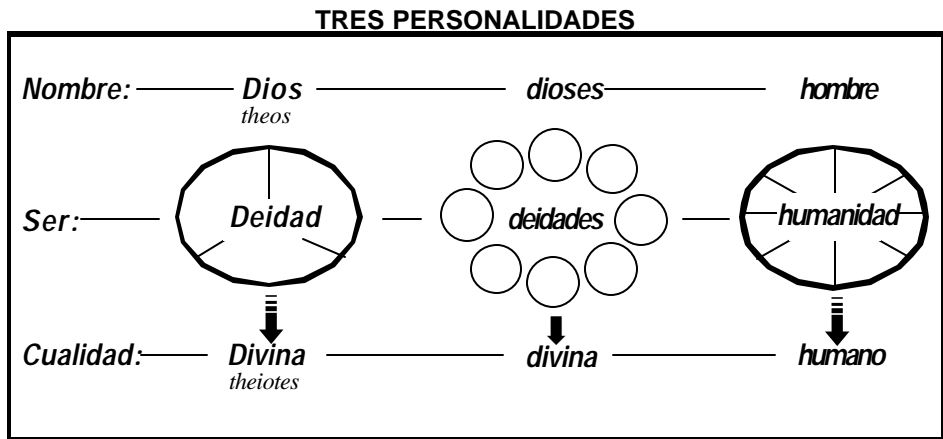 TRES PERSONALIDADES
Nombre: Dios dioses hombre
theos
Ser: Deidad deidades humanidad
Cualidad: Divina divina humano
theiotes